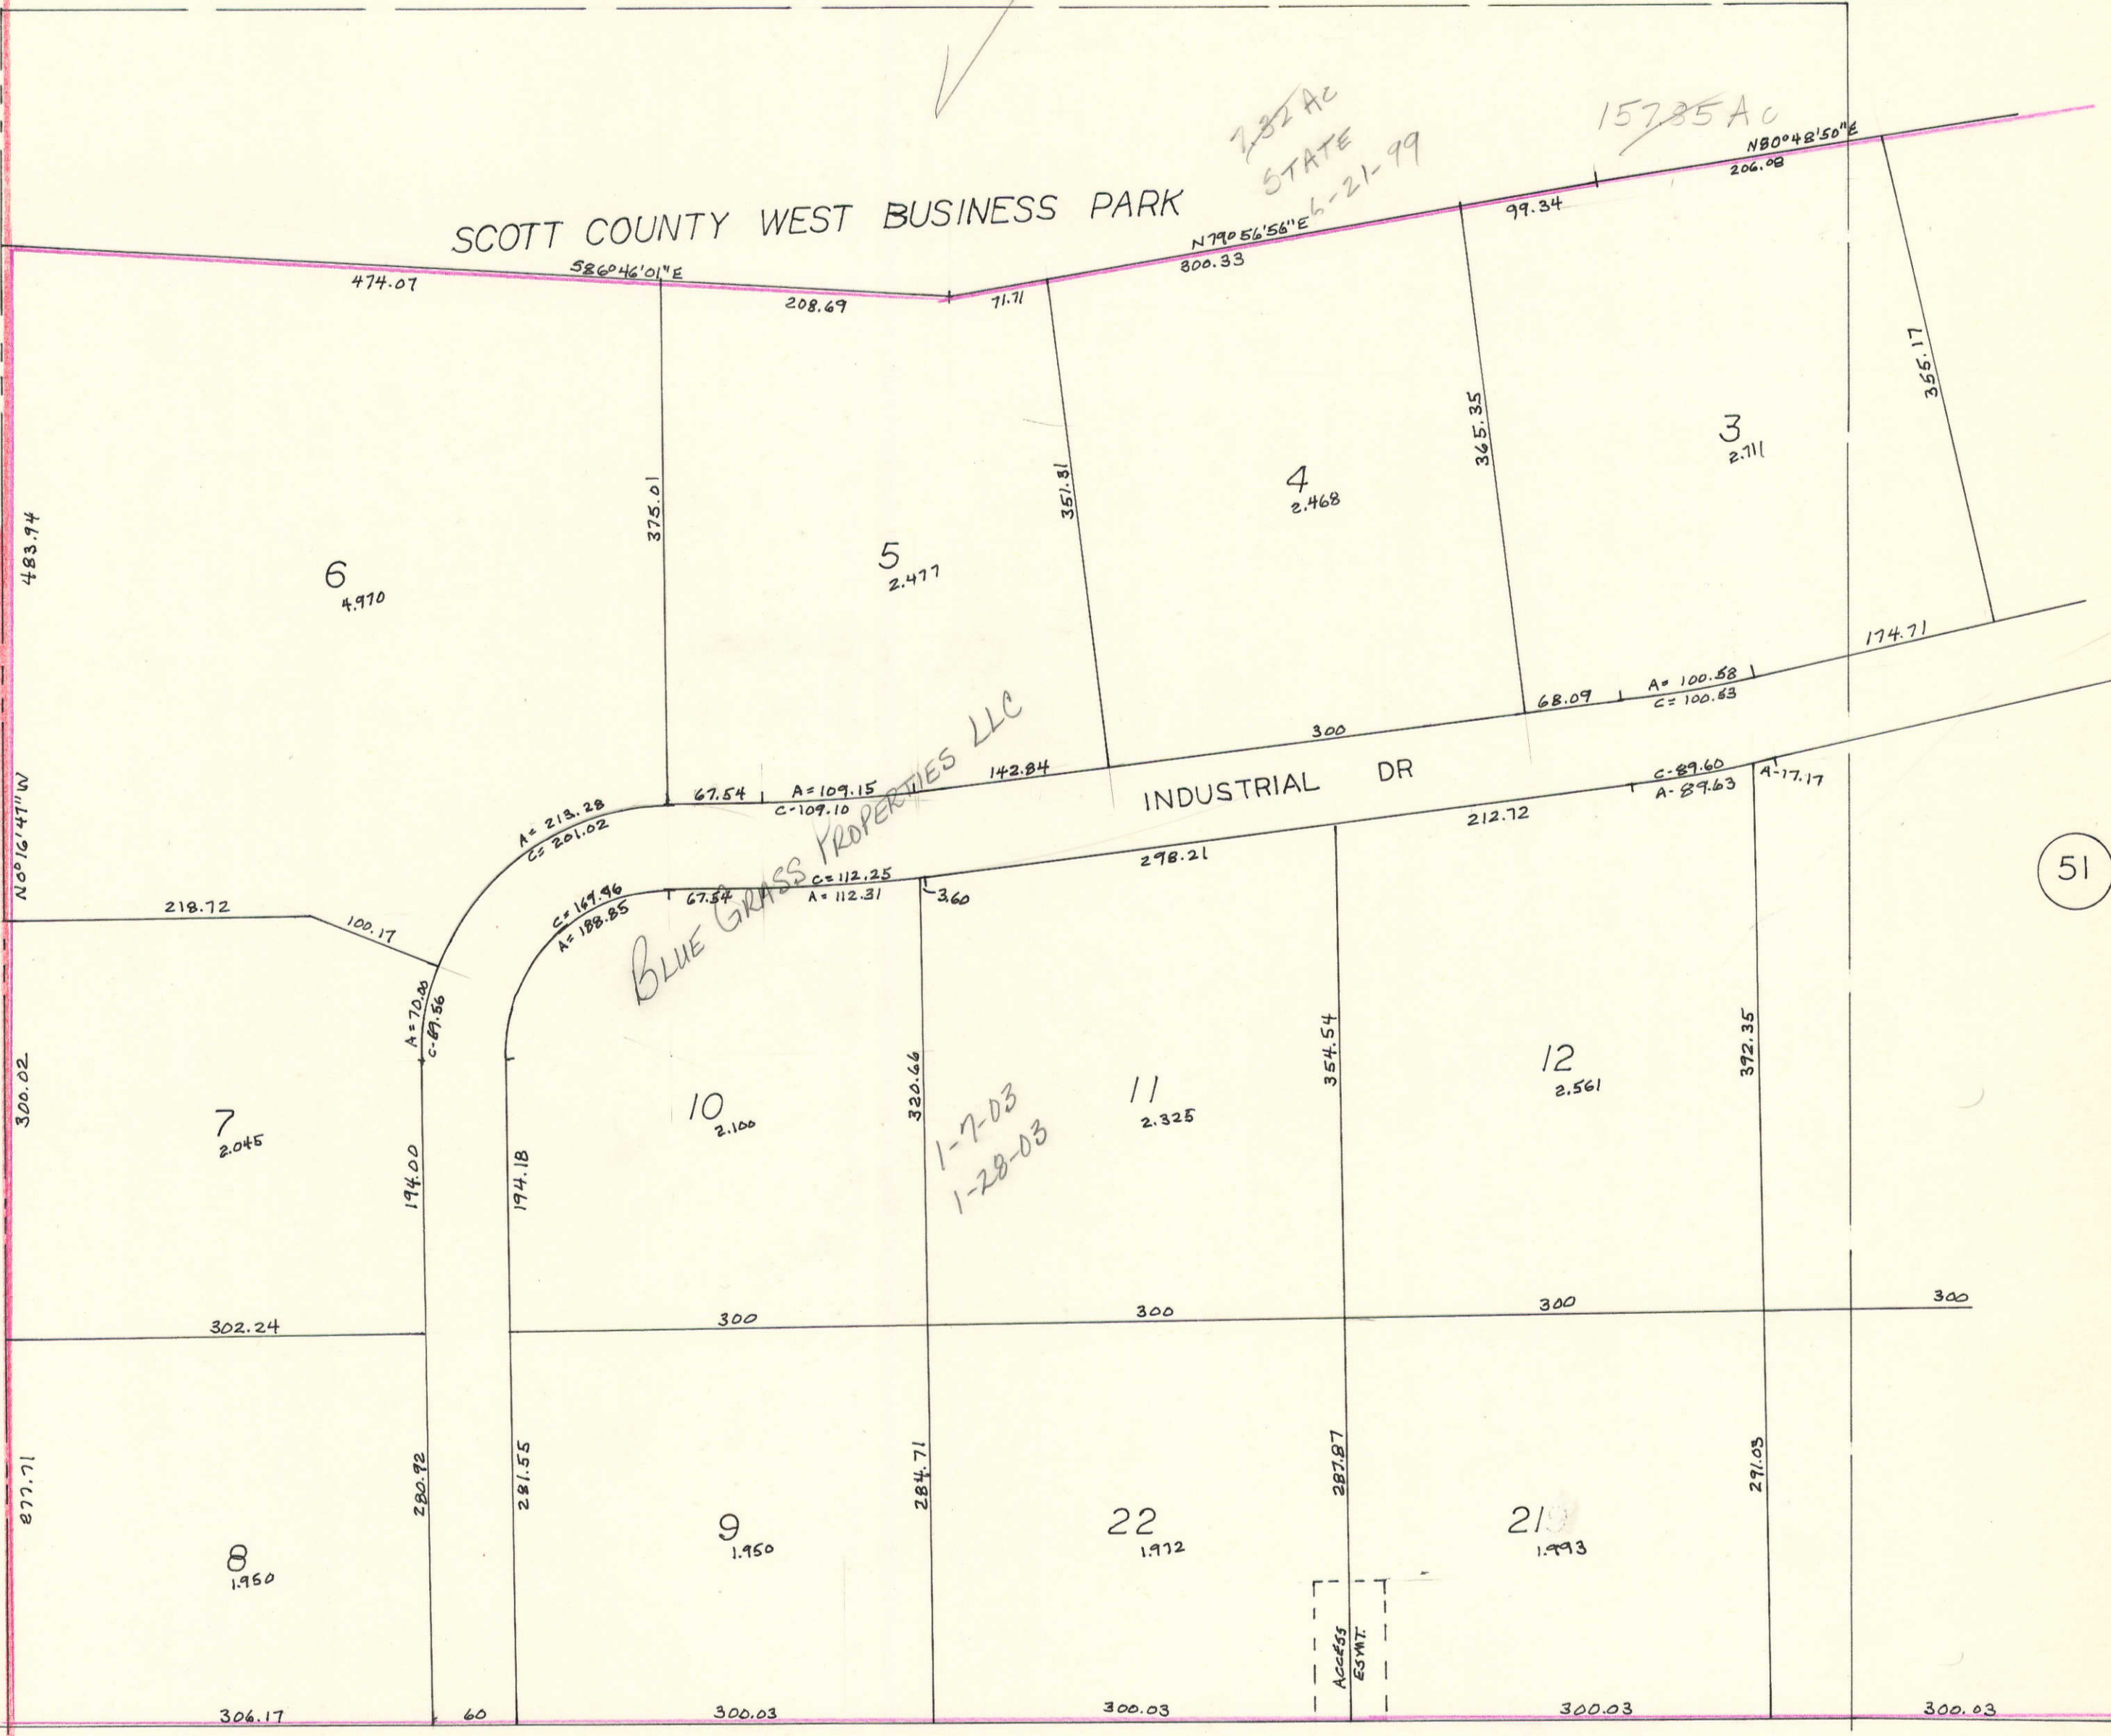 7.32 Ac
STATE
6-21-99
157.85 Ac
N80°48'50"E
206.08
SCOTT COUNTY WEST BUSINESS PARK
N79°56'56"E
300.33
99.34
S86°46'01"E
474.07
208.69
71.71
483.94
375.01
351.81
365.35
355.17
6
4.970
5
2.477
4
2.468
3
2.711
N0°16'47"W
A= 213.28
C= 201.02
67.54
A=109.15
C-109.10
142.84
300
68.09
A= 100.58
C= 100.53
174.71
INDUSTRIAL DR
BLUE GRASS PROPERTIES LLC
218.72
100.17
C=169.96
A= 188.85
67.54
C=112.25
A= 112.31
3.60
298.21
212.72
C-89.60
A-89.63
A-17.17
51
A=70.00
C-69.56
300.02
7
2.045
194.00
194.18
10
2.100
320.66
1-7-03
1-28-03
11
2.325
354.54
12
2.561
392.35
302.24
300
300
300
300
877.71
8
1.950
280.92
281.55
9
1.950
284.71
22
1.972
287.87
21
1.993
291.03
ACCESS
ESMT.
306.17
60
300.03
300.03
300.03
300.03